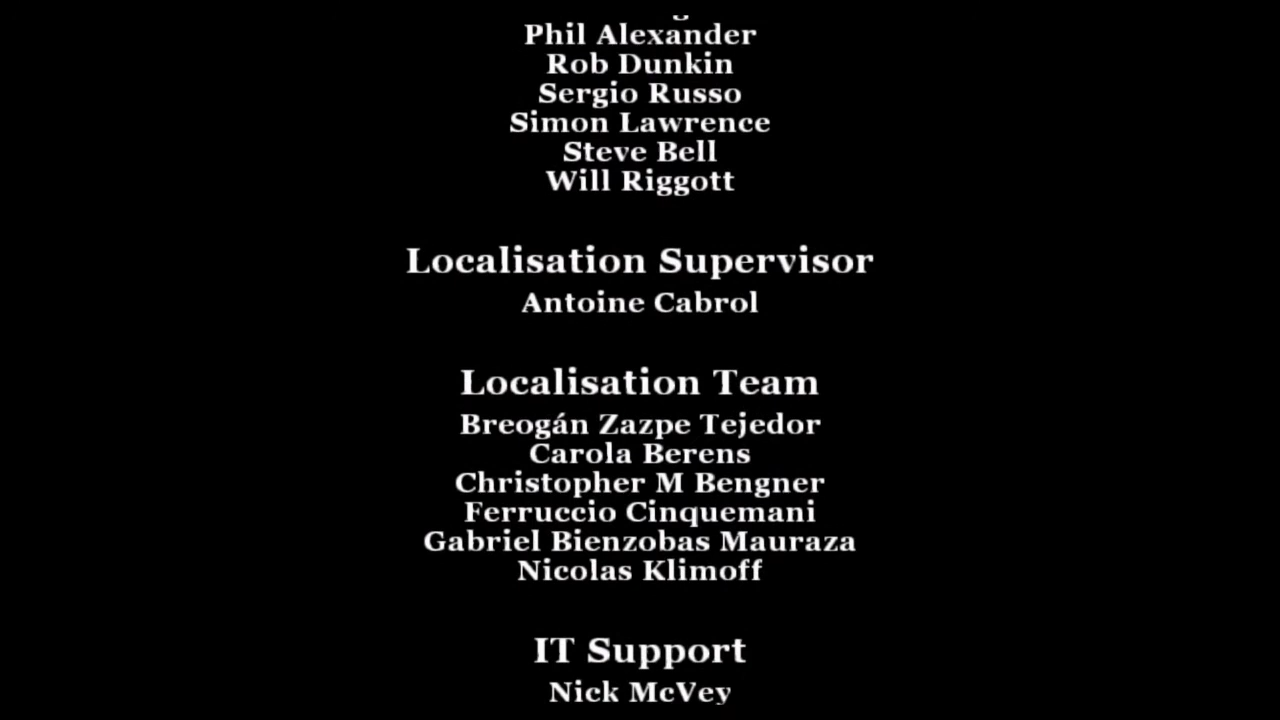 Phil Alexander
Rob Dunkin
Sergio Russo
Simon Lawrence
Steve Bell
Will Riggott
Localisation Supervisor
Antoine Cabrol
Localisation Team
Breogán Zazpe Tejedor
Carola Berens
Christopher M Bengner
Ferruccio Cinquemani
Gabriel Bienzobas Mauraza
Nicolas Klimoff
IT Support
Nick McVey